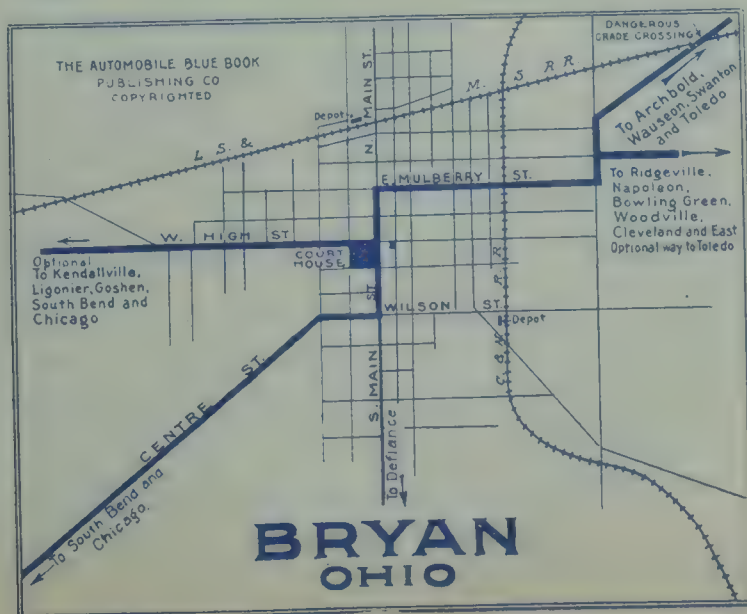 DANGEROUS
GRADE CROSSING
THE AUTOMOBILE BLUE BOOK
PUBLISHING CO
COPYRIGHTED
N. MAIN ST.
Depot
L S. & M. S R R
To Archbold,
Wauseon, Swanton
and Toledo
E. MULBERRY ST.
To Ridgeville,
Napoleon,
Bowling Green,
Woodville,
Cleveland and East
Optional way to Toledo
W. HIGH ST
COURT
HOUSE
Optional
To Kendallville,
Ligonier, Goshen,
South Bend and
Chicago
WILSON ST.
Depot
C & N R. R
S. MAIN ST.
CENTRE ST.
To Defiance
To South Bend and
Chicago.
BRYAN
OHIO